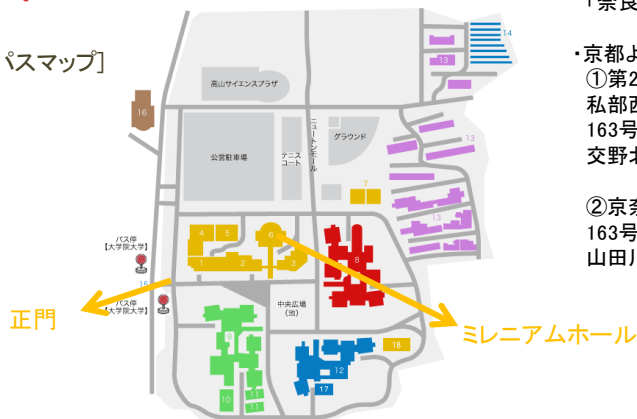 「奈良
パスマップ]
・京都よ
①第2
私部西
163号
交野北
②京奈
163号
山田川
高山サイエンスプラザ
13
14
16
公営駐車場
テニス
コート
ニュートンモール
グラウンド
7
4
5
6
1
2
3
8
13
バス停
【大学院大学】
15
バス停
【大学院大学】
中央広場
(池)
正門
ミレニアムホール
9
10
11
11
12
17
18